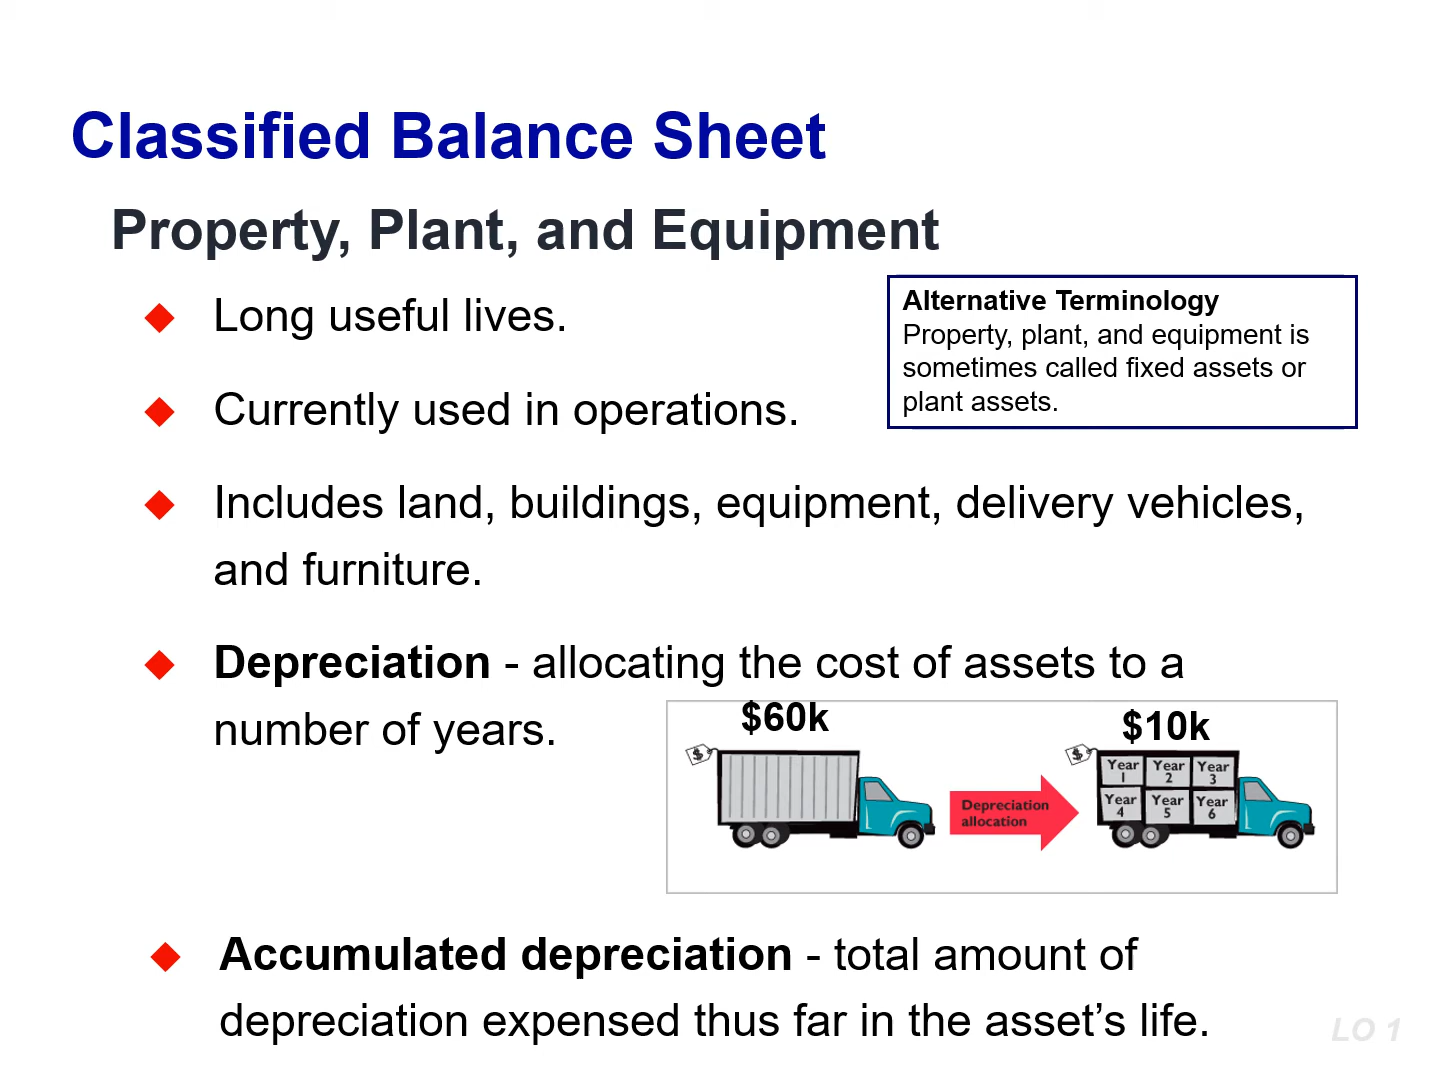 Classified Balance Sheet
Property, Plant, and Equipment
Long useful lives.
Alternative Terminology
Property, plant, and equipment is
sometimes called fixed assets or
plant assets.
Currently used in operations.
Includes land, buildings, equipment, delivery vehicles,
and furniture.
Depreciation - allocating the cost of assets to a
number of years.
$60k
$10k
$
$
Year 1
Year 2
Year 3
Year 4
Year 5
Year 6
Depreciation
allocation
Accumulated depreciation - total amount of
depreciation expensed thus far in the asset’s life.
LO 1